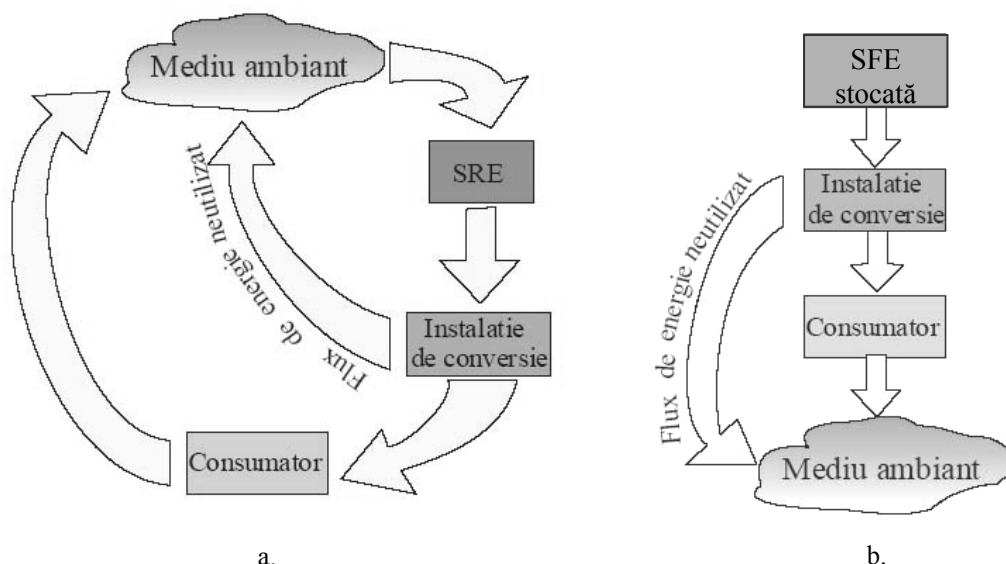 Mediu ambiant
SRE
Flux de energie neutilizat
Instalatie
de conversie
Consumator
a.
SFE
stocată
Instalatie
de conversie
Flux de energie neutilizat
Consumator
Mediu ambiant
b.